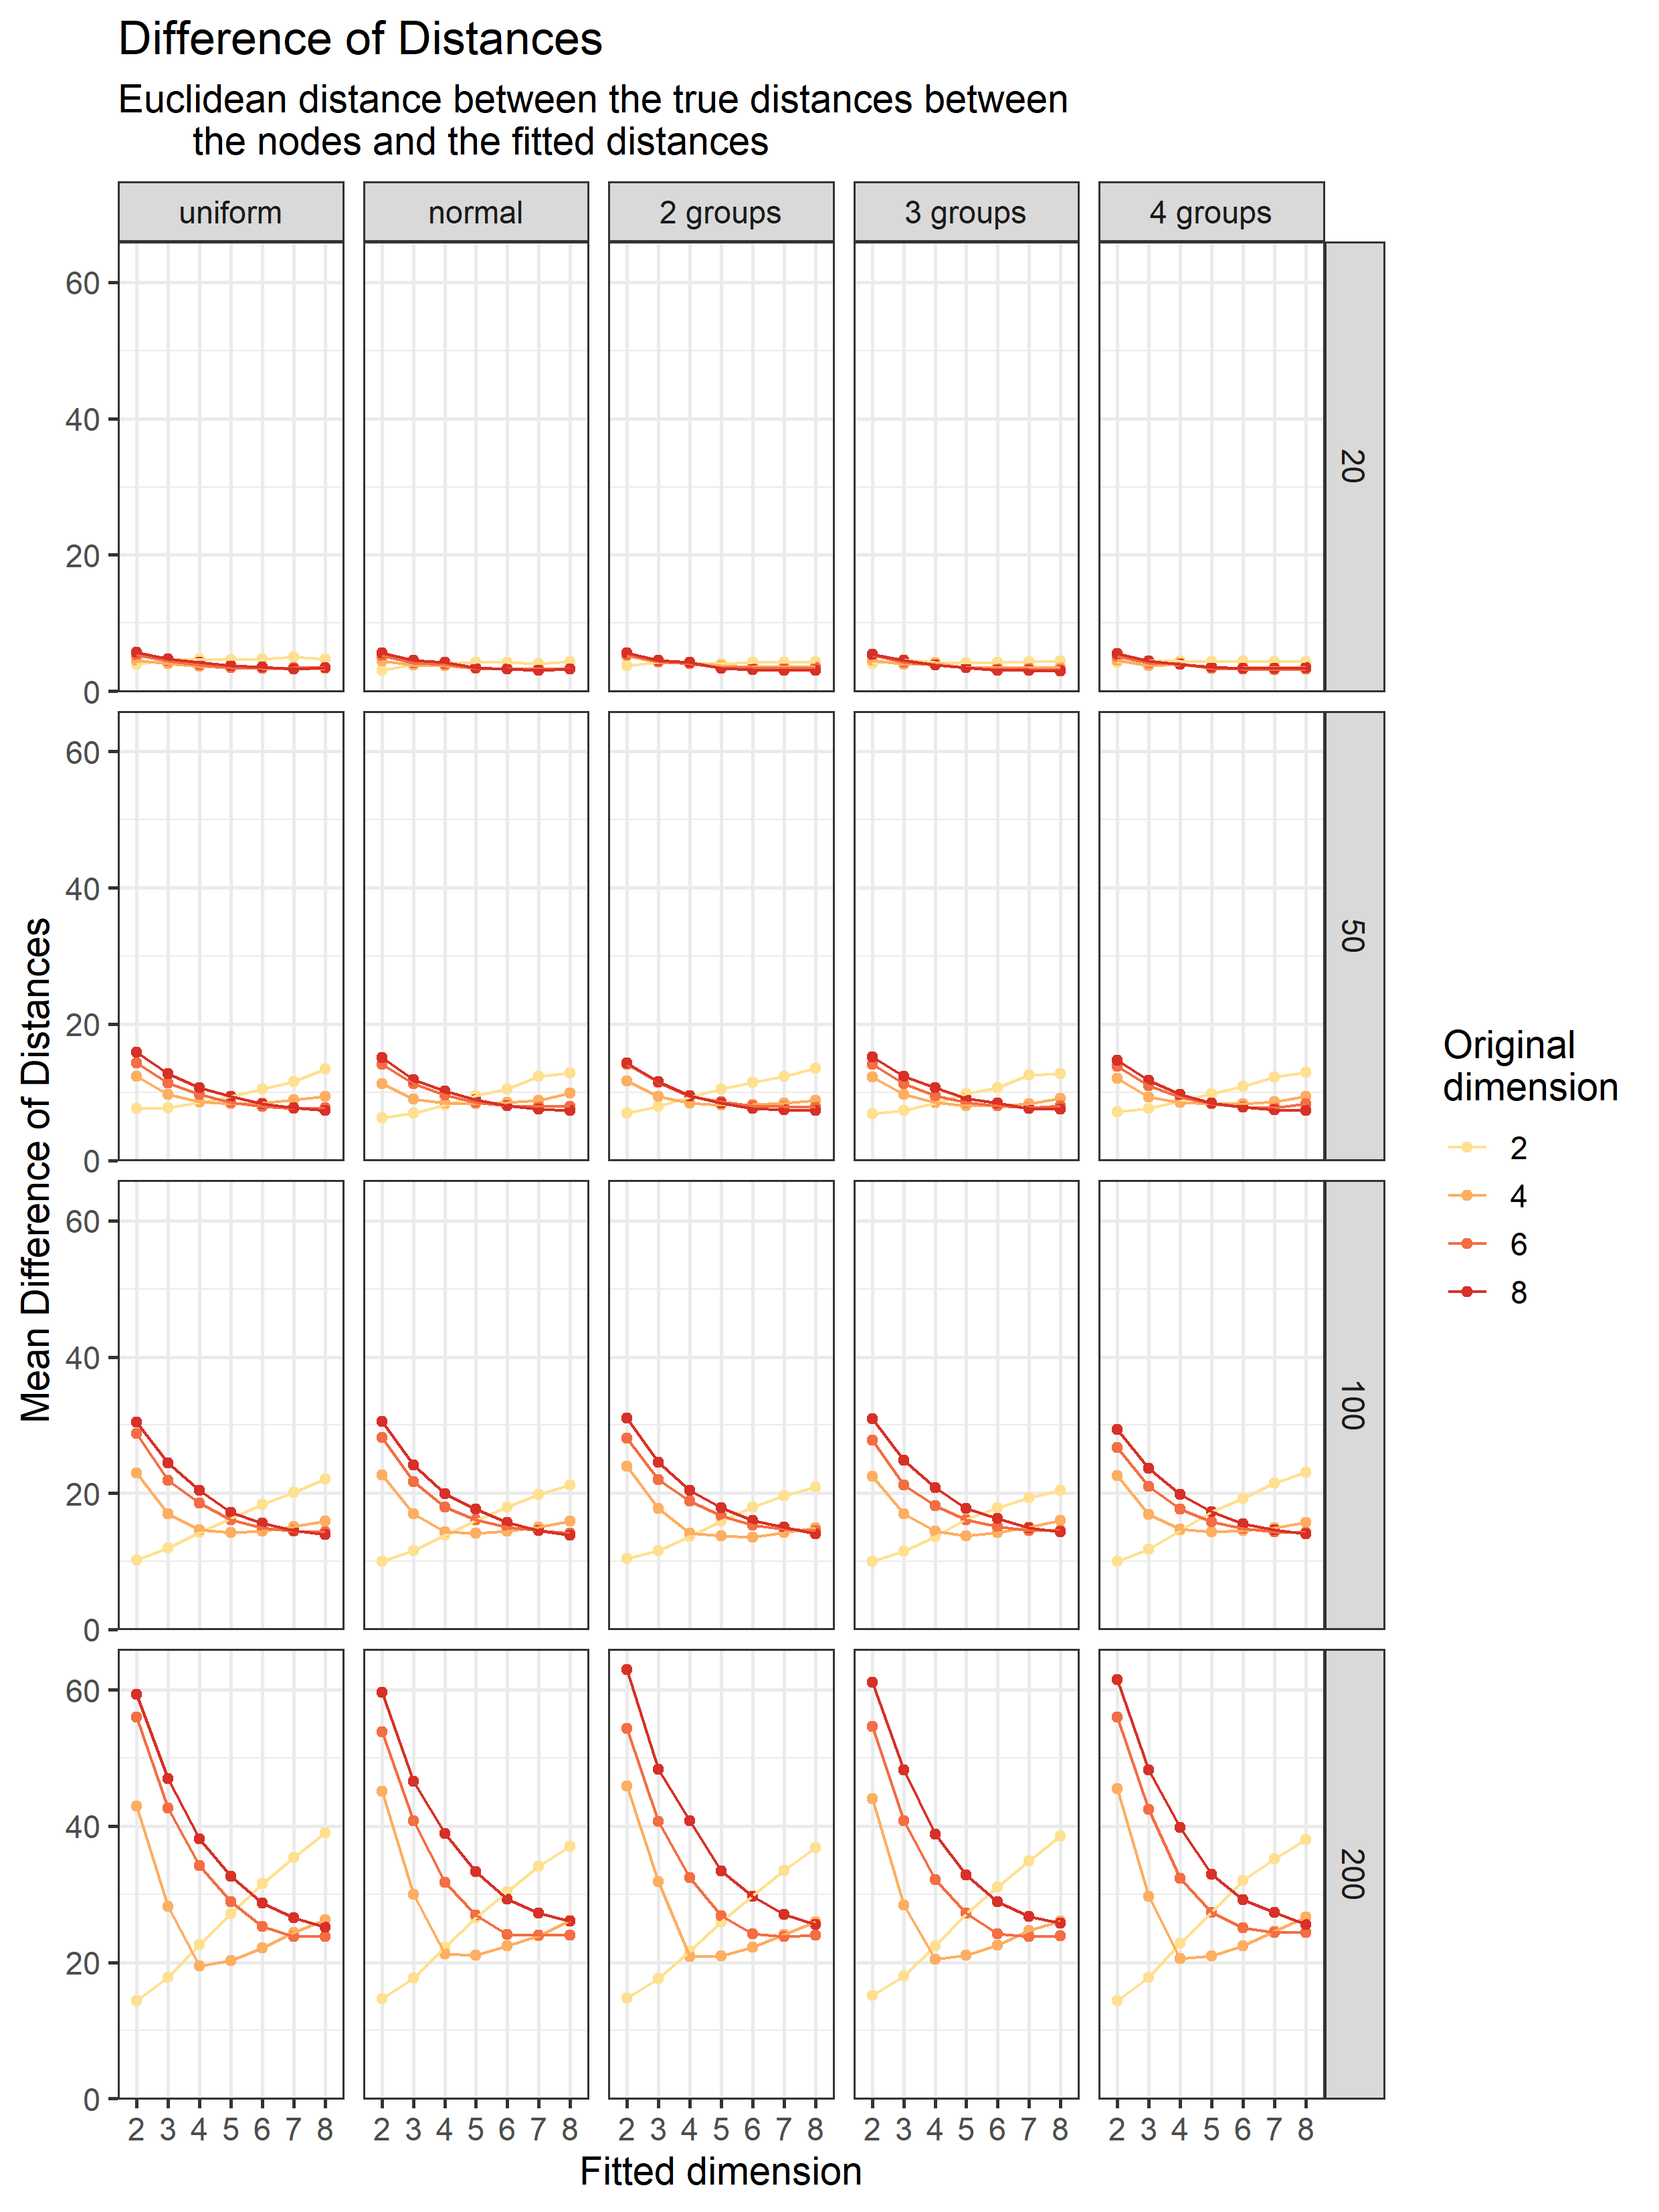 Difference of Distances
Euclidean distance between the true distances between
the nodes and the fitted distances
uniform normal 2 groups 3 groups 4 groups
60
40
20
0
20
60
40
20
0
50
60
40
20
0
100
60
40
20
0
200
2 3 4 5 6 7 8 2 3 4 5 6 7 8 2 3 4 5 6 7 8 2 3 4 5 6 7 8 2 3 4 5 6 7 8
Fitted dimension
Mean Difference of Distances
Original
dimension
2
4
6
8